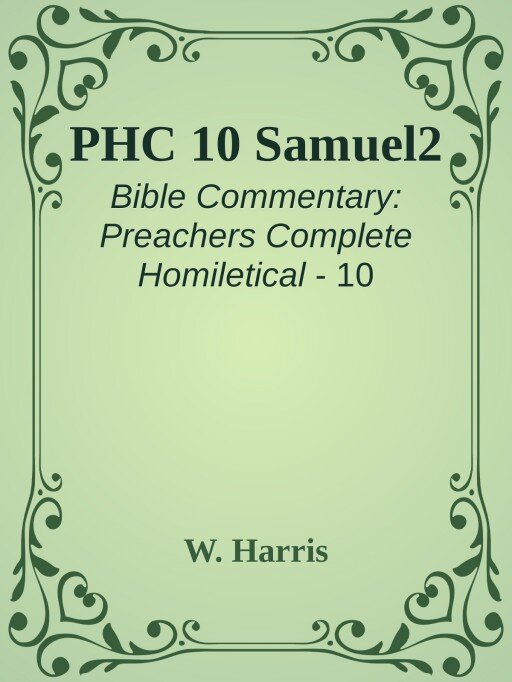 PHC 10 Samuel2
Bible Commentary:
Preachers Complete
Homiletical - 10
W. Harris